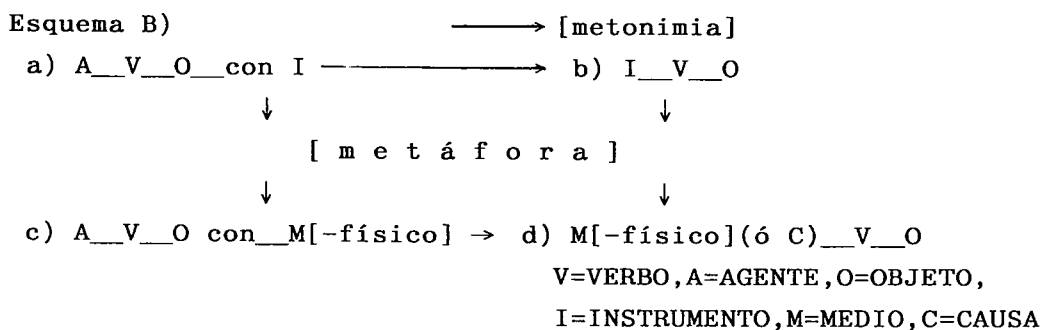 Esquema B) ⟶ [metonimia]
a) A__V__O__con I ⟶ b) I__V__O
↓ ↓
[ m e t á f o r a ]
↓ ↓
c) A__V__O con__M[-físico] → d) M[-físico](ó C)__V__O
V=VERBO,A=AGENTE,O=OBJETO,
I=INSTRUMENTO,M=MEDIO,C=CAUSA